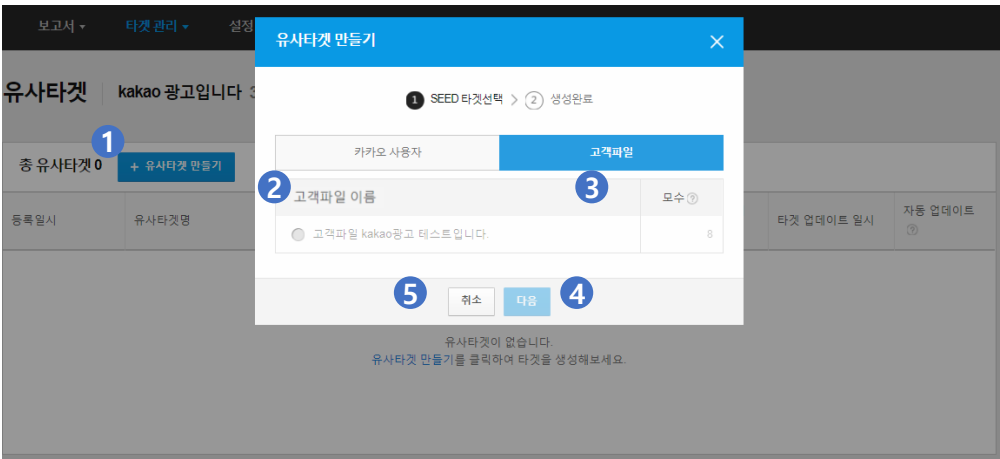 보고서 타겟 관리 설정
유사타겟 만들기
유사타겟 kakao 광고입니다
1 SEED 타겟선택 > 2 생성완료
1
총 유사타겟 0 + 유사타겟 만들기
카카오 사용자 고객파일
2 고객파일 이름 3 모수 ?
등록일시 유사타겟명 타겟 업데이트 일시 자동 업데이트 ?
고객파일 kakao광고 테스트입니다. 8
5 취소 다음 4
유사타겟이 없습니다.
유사타겟 만들기를 클릭하여 타겟을 생성해보세요.